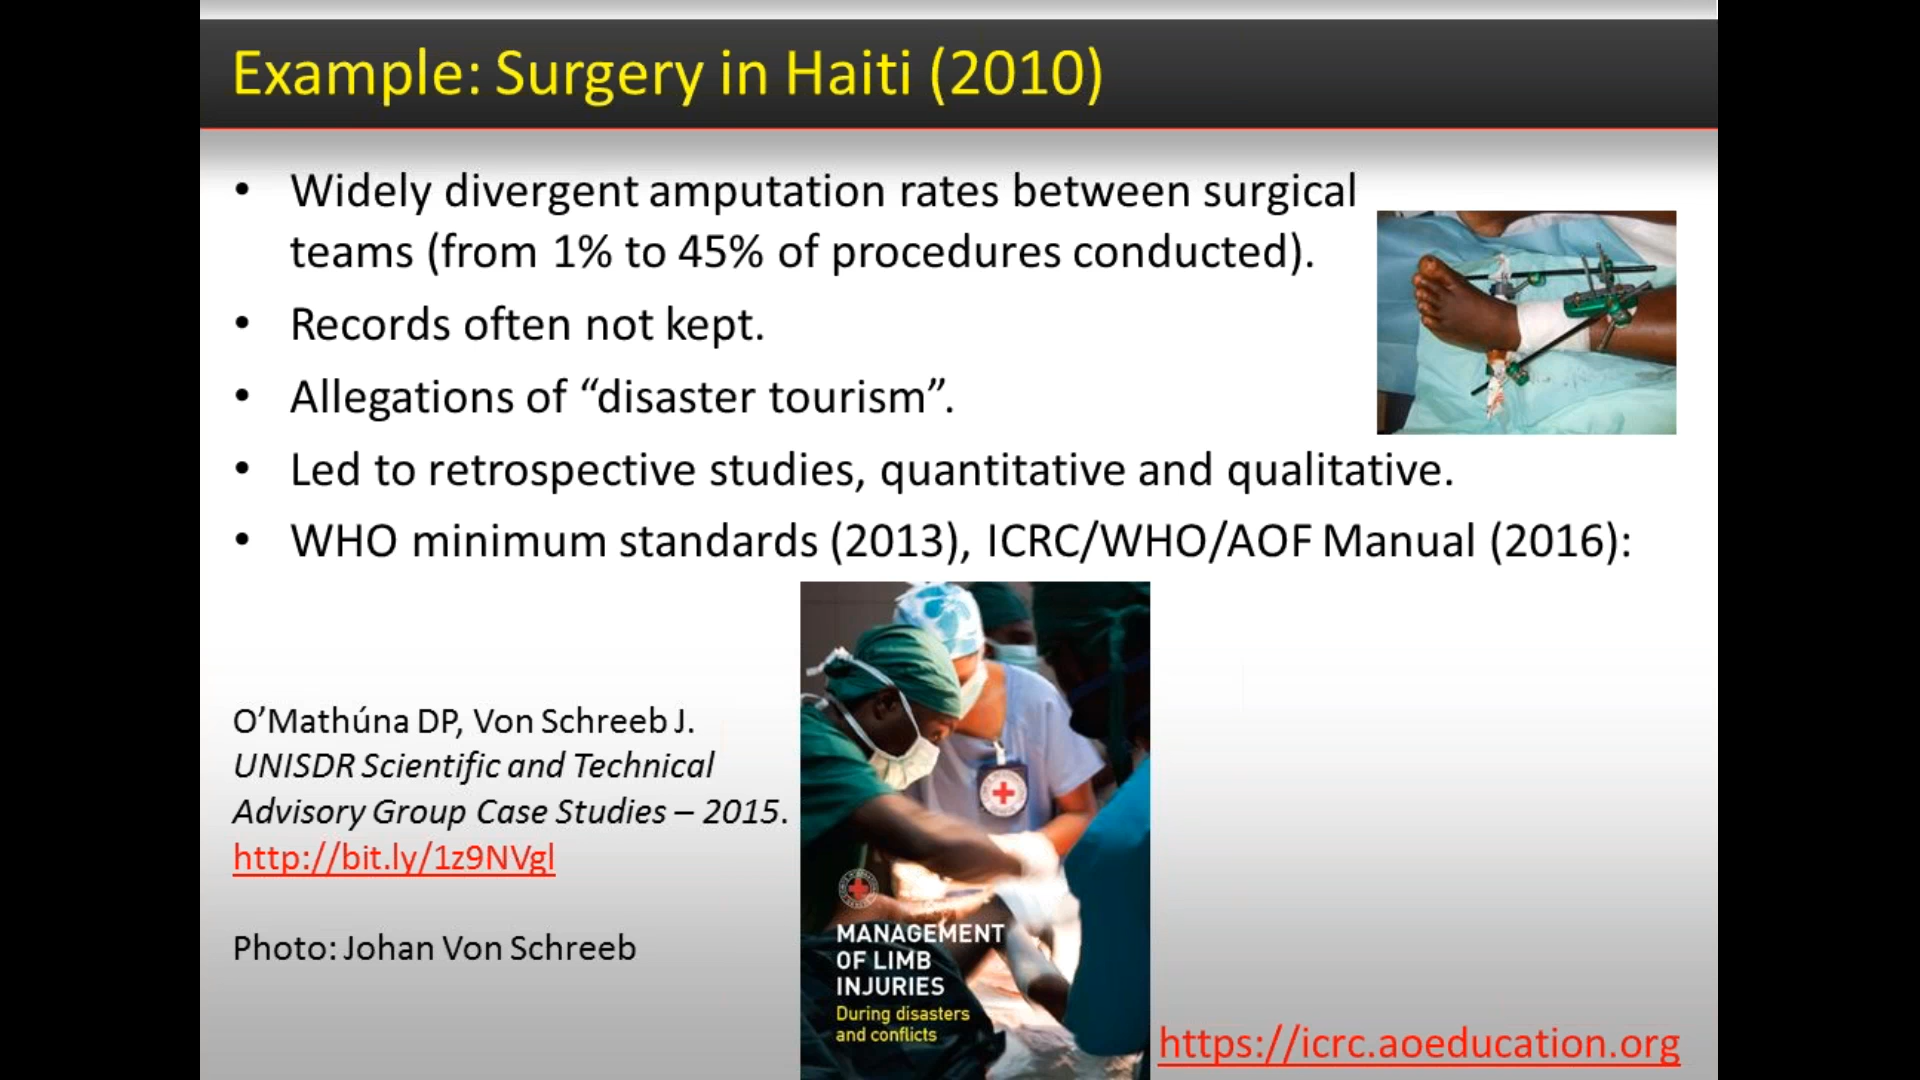 Example: Surgery in Haiti (2010)
• Widely divergent amputation rates between surgical
teams (from 1% to 45% of procedures conducted).
• Records often not kept.
• Allegations of “disaster tourism”.
• Led to retrospective studies, quantitative and qualitative.
• WHO minimum standards (2013), ICRC/WHO/AOF Manual (2016):
O’Mathúna DP, Von Schreeb J.
UNISDR Scientific and Technical
Advisory Group Case Studies – 2015.
http://bit.ly/1z9NVgl
Photo: Johan Von Schreeb
MANAGEMENT
OF LIMB
INJURIES
During disasters
and conflicts
https://icrc.aoeducation.org